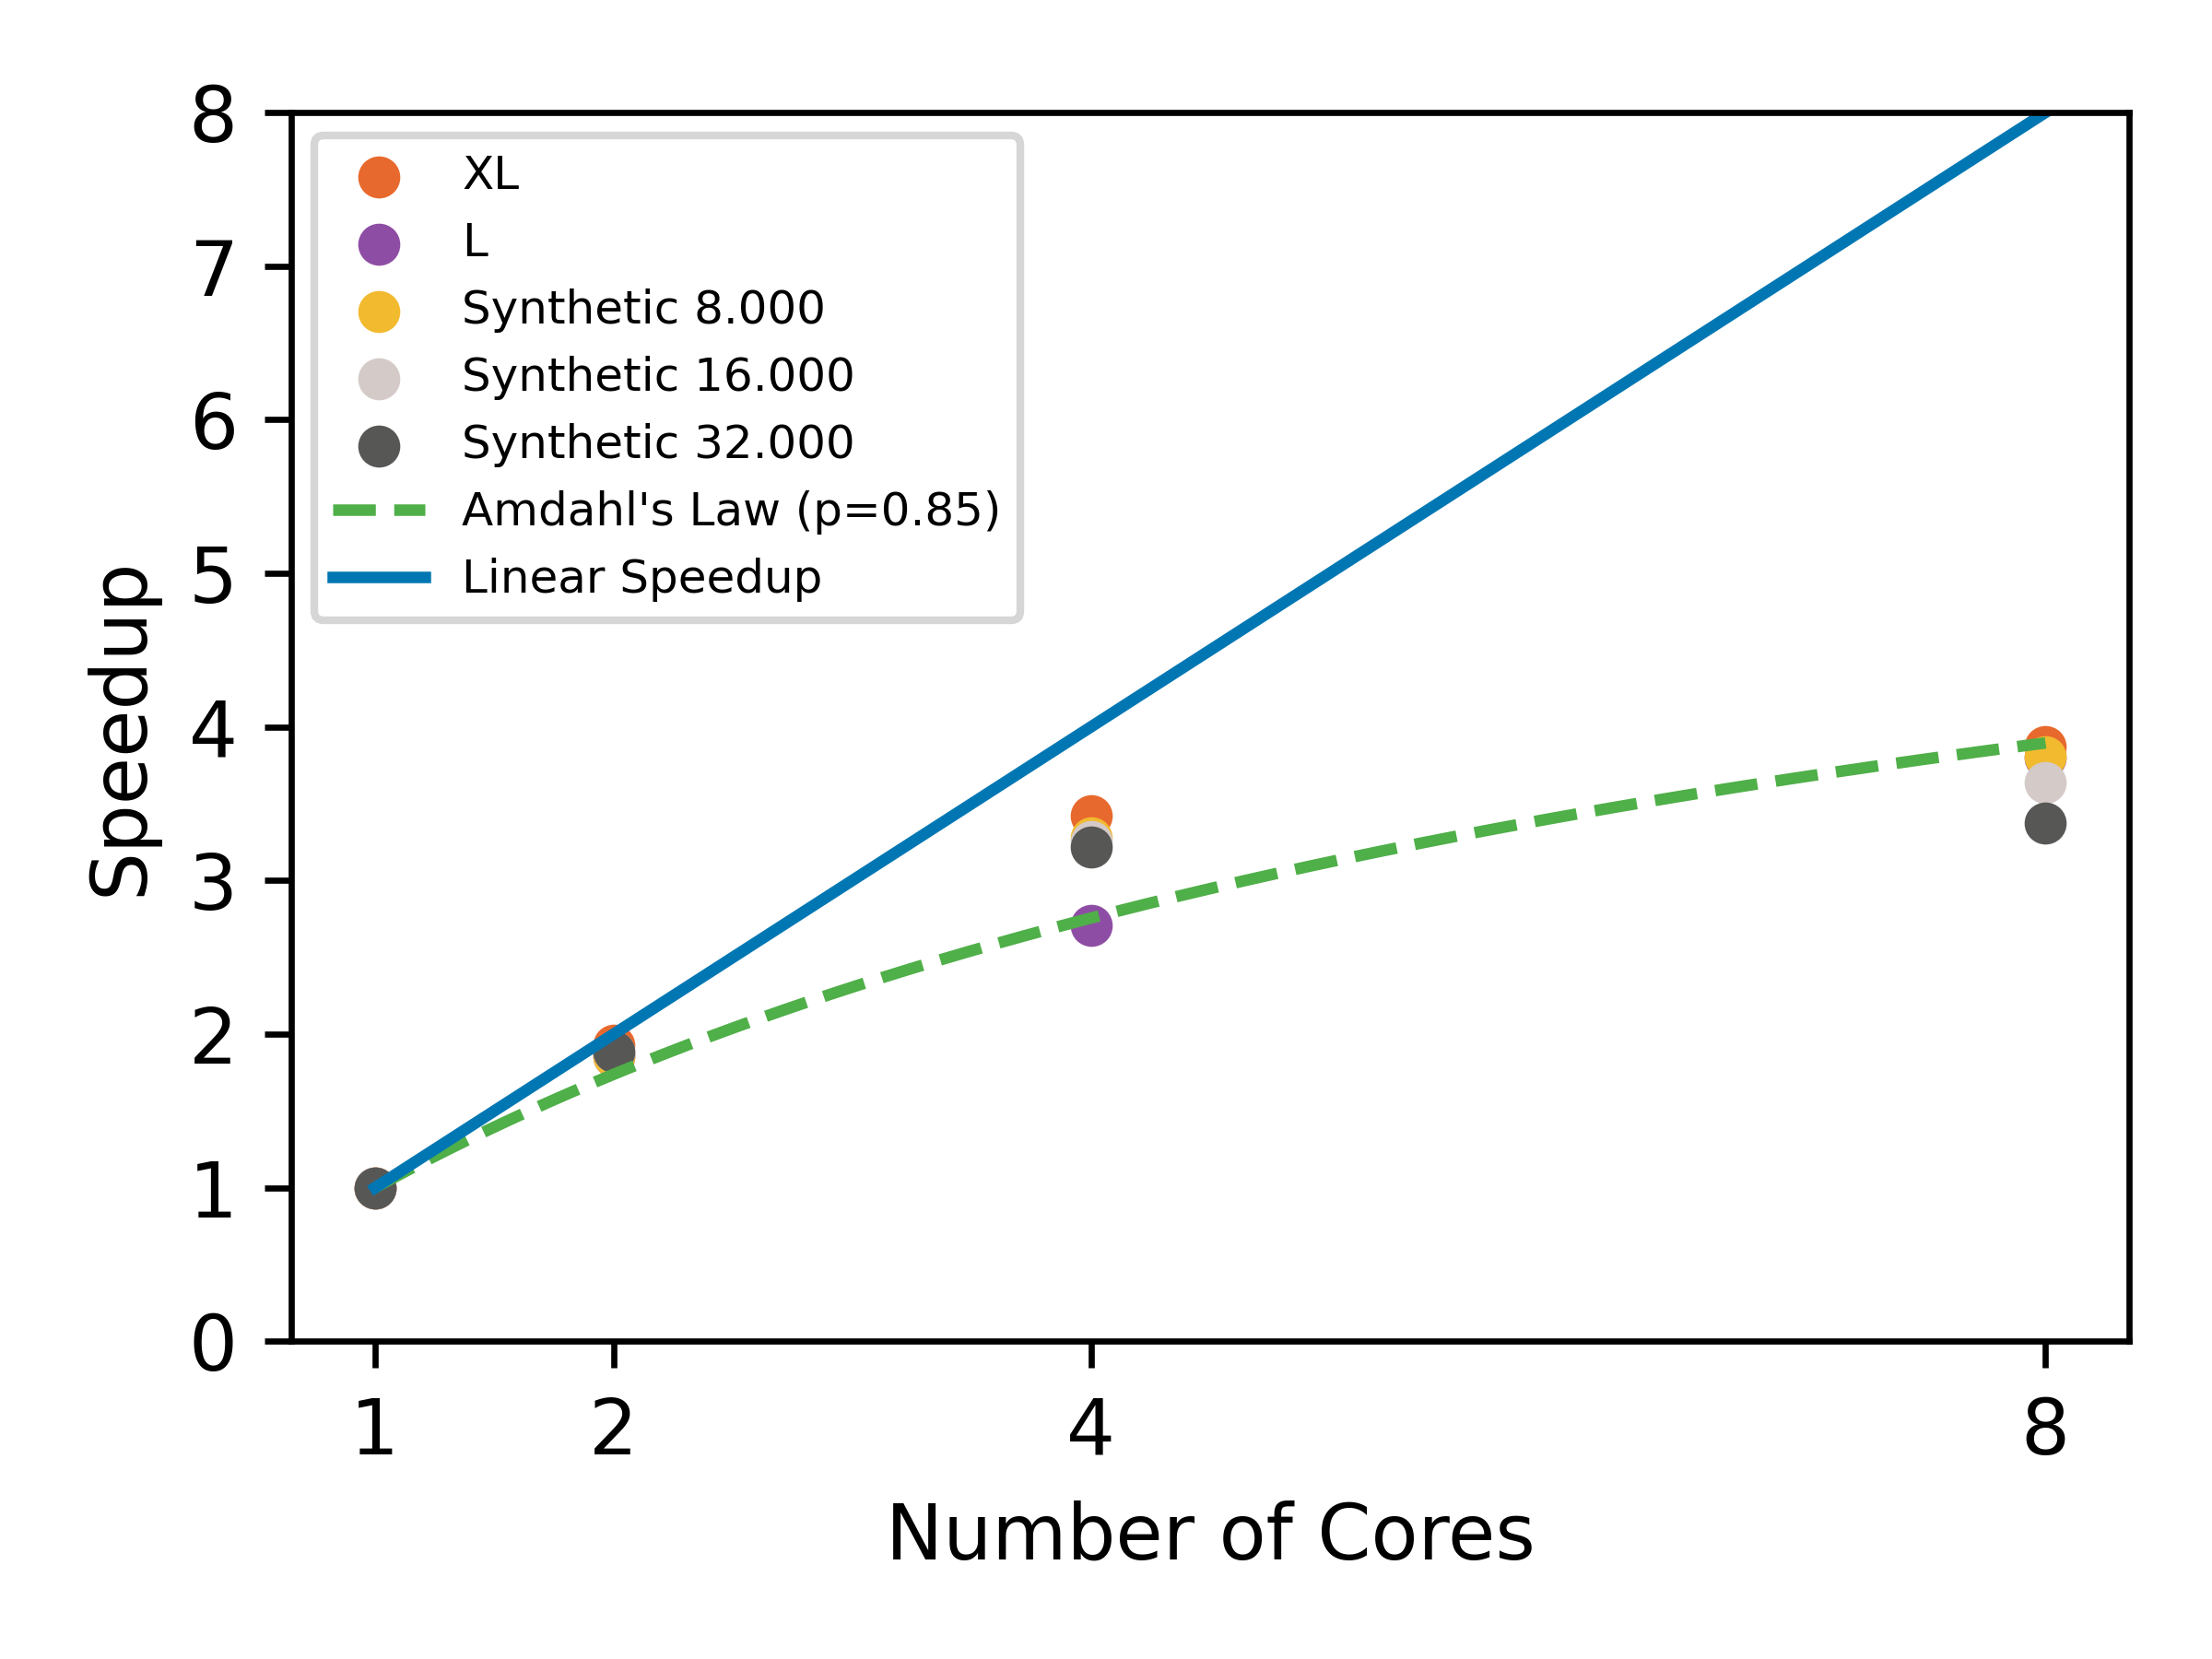 8
7
6
5
4
3
2
1
0
Speedup
XL
L
Synthetic 8.000
Synthetic 16.000
Synthetic 32.000
Amdahl's Law (p=0.85)
Linear Speedup
1 2 4 8
Number of Cores